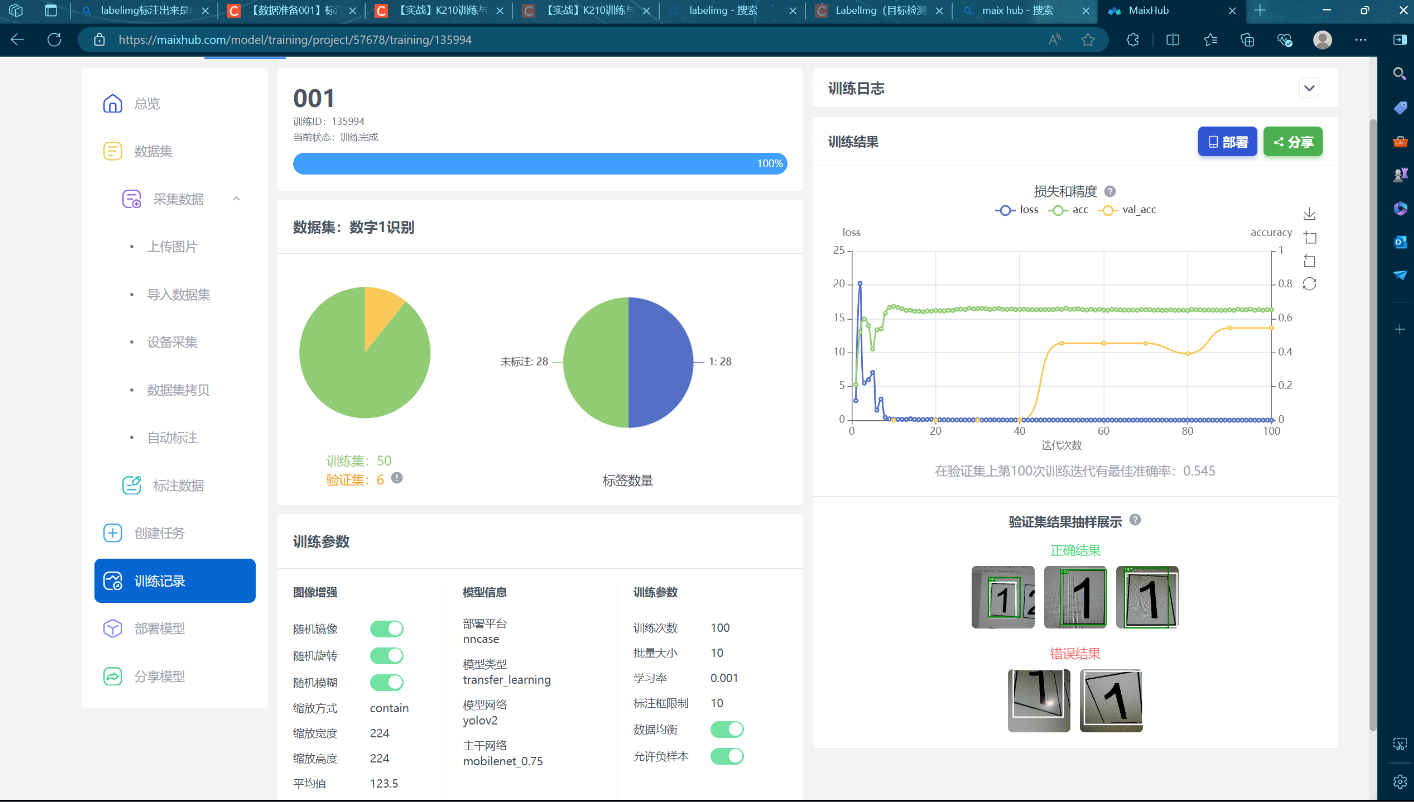 labelimg标注出来是
【数据准备001】标
【实战】K210训练与
【实战】K210训练与
labelimg - 搜索
LabelImg（目标检测
maix hub - 搜索
MaixHub
https://maixhub.com/model/training/project/57678/training/135994
总览
数据集
采集数据
上传图片
导入数据集
设备采集
数据集拷贝
自动标注
标注数据
创建任务
训练记录
部署模型
分享模型
001
训练ID：135994
当前状态：训练完成
100%
数据集：数字1识别
训练集：50
验证集：6
未标注: 28
1: 28
标签数量
训练参数
图像增强
随机镜像
随机旋转
随机模糊
缩放方式 contain
缩放宽度 224
缩放高度 224
平均值 123.5
模型信息
部署平台
nncase
模型类型
transfer_learning
模型网络
yolov2
主干网络
mobilenet_0.75
训练参数
训练次数 100
批量大小 10
学习率 0.001
标注框限制 10
数据均衡
允许负样本
训练日志
训练结果
部署
分享
损失和精度
loss acc val_acc
loss accuracy
25 1
20 0.8
15 0.6
10 0.4
5 0.2
0 0
0 20 40 60 80 100
迭代次数
在验证集上第100次训练迭代有最佳准确率：0.545
验证集结果抽样展示
正确结果
1 2
1
1
错误结果
1
1